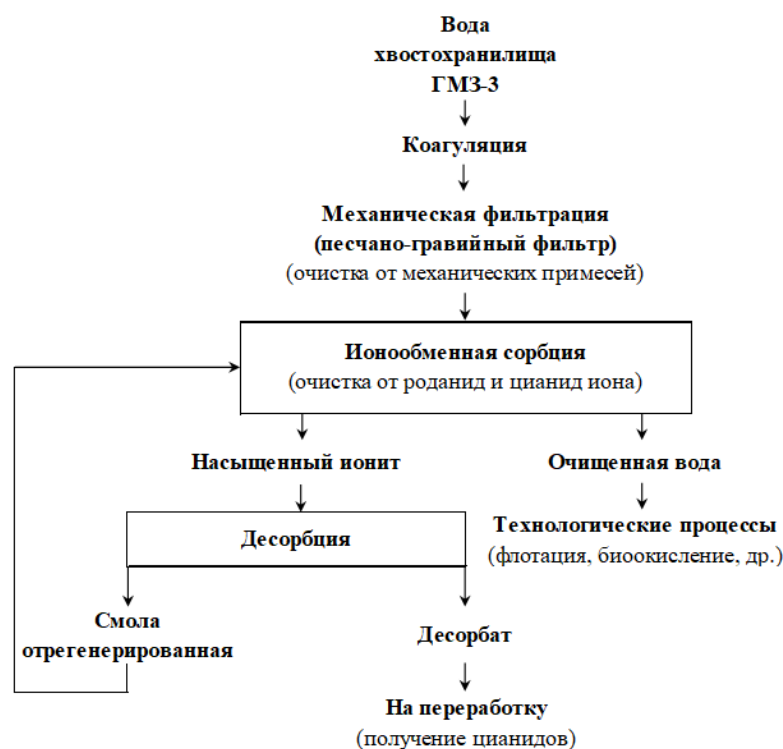 Вода
хвостохранилища
ГМЗ-3
Коагуляция
Механическая фильтрация
(песчано-гравийный фильтр)
(очистка от механических примесей)
Ионообменная сорбция
(очистка от роданид и цианид иона)
Насыщенный ионит
Очищенная вода
Десорбция
Технологические процессы
(флотация, биоокисление, др.)
Смола
отрегенерированная
Десорбат
На переработку
(получение цианидов)